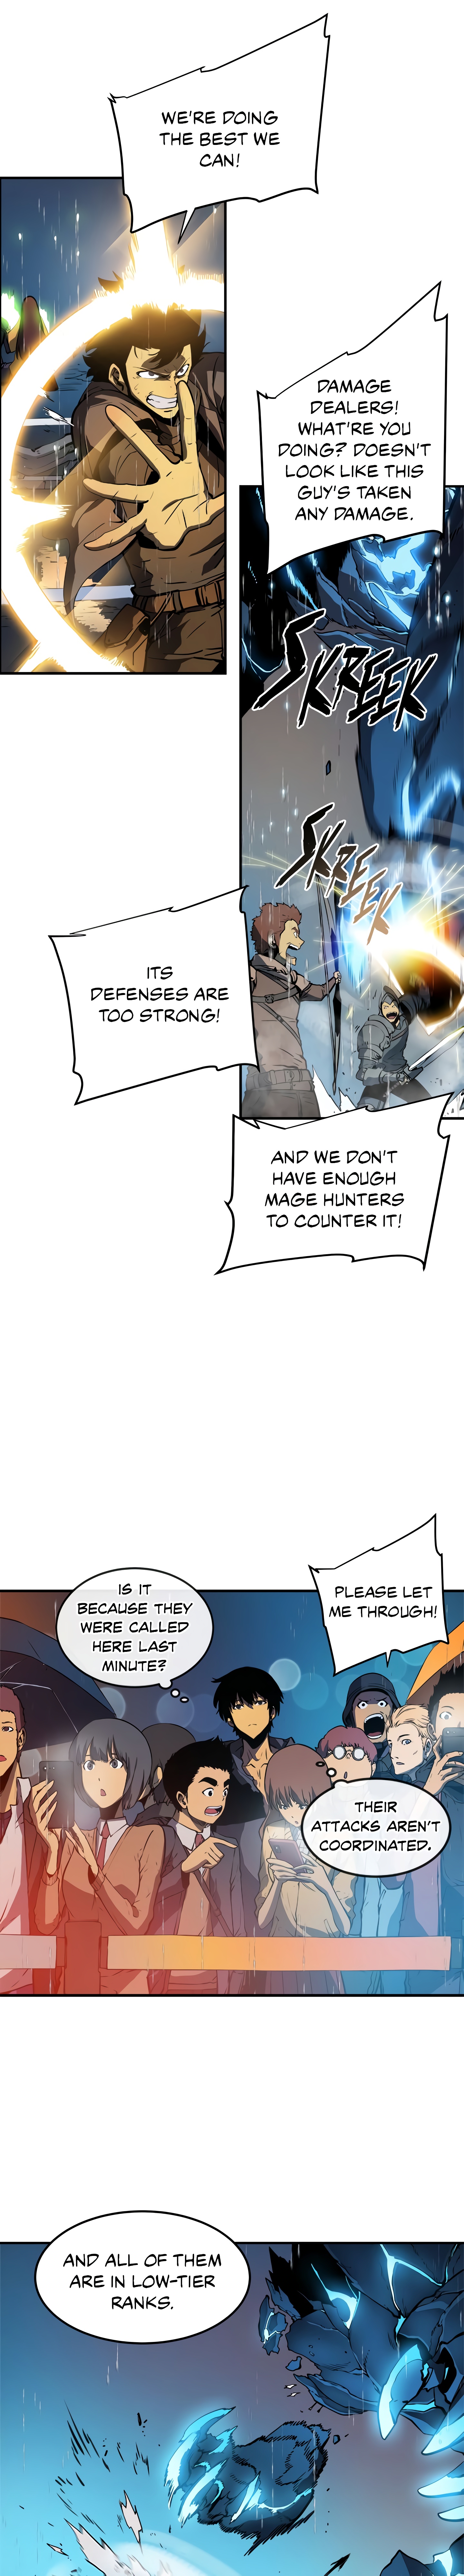 WE'RE DOING
THE BEST WE
CAN!
DAMAGE
DEALERS!
WHAT'RE YOU
DOING? DOESN'T
LOOK LIKE THIS
GUY'S TAKEN
ANY DAMAGE.
SKREEK
SKREEK
ITS
DEFENSES ARE
TOO STRONG!
AND WE DON'T
HAVE ENOUGH
MAGE HUNTERS
TO COUNTER IT!
IS IT
BECAUSE THEY
WERE CALLED
HERE LAST
MINUTE?
PLEASE LET
ME THROUGH!
THEIR
ATTACKS AREN'T
COORDINATED.
AND ALL OF THEM
ARE IN LOW-TIER
RANKS.